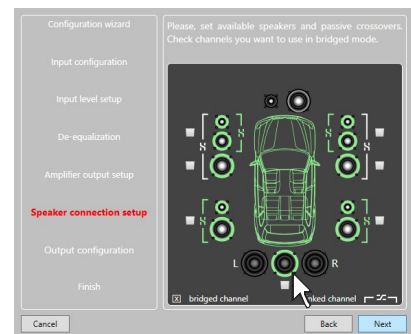 Configuration wizard
Input configuration
Input level setup
De-equalization
Amplifier output setup
Speaker connection setup
Output configuration
Finish
Please, set available speakers and passive crossovers.
Check channels you want to use in bridged mode.
L R
X bridged channel nked channel
Cancel Back Next